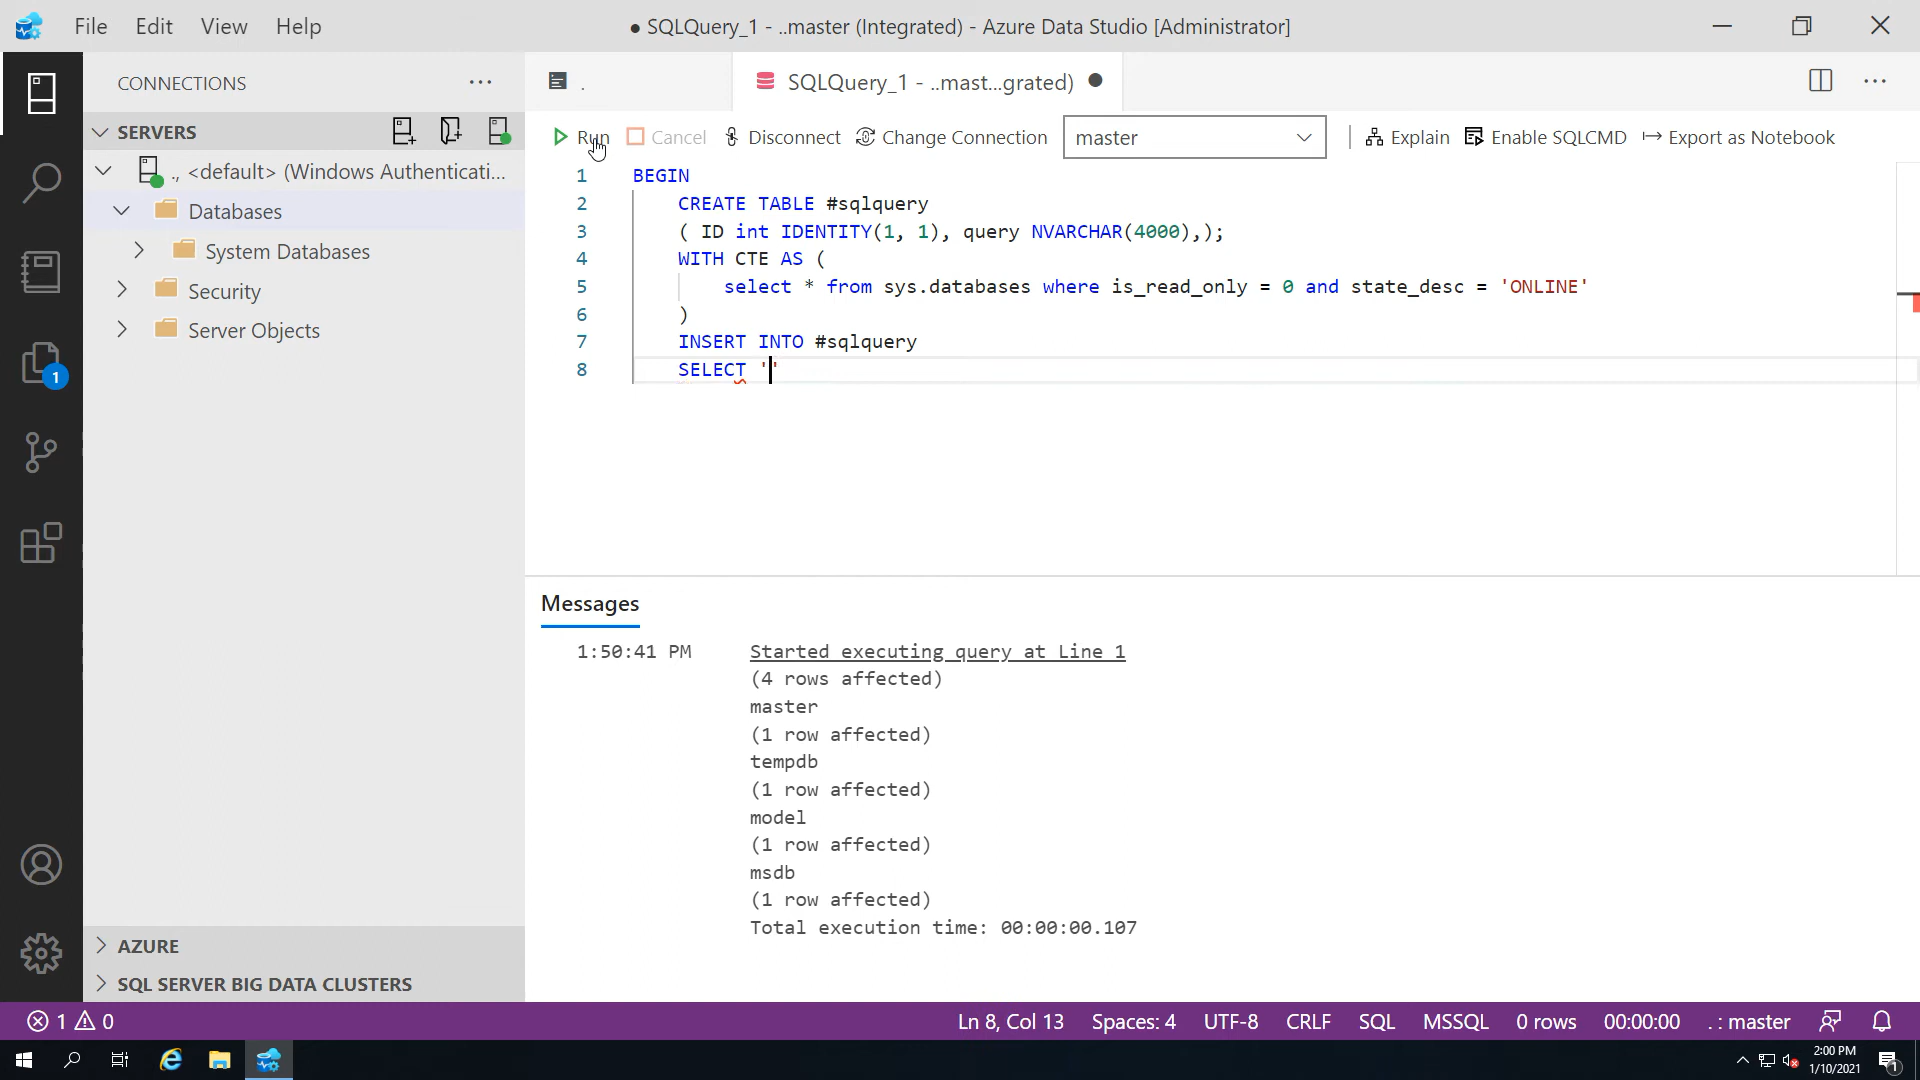 File Edit View Help
● SQLQuery_1 - ..master (Integrated) - Azure Data Studio [Administrator]
CONNECTIONS ...
. SQLQuery_1 - ..mast...grated) ●
SERVERS
Run Cancel Disconnect Change Connection master Explain Enable SQLCMD Export as Notebook
., <default> (Windows Authenticati...
Databases
System Databases
Security
Server Objects
1 BEGIN
2 CREATE TABLE #sqlquery
3 ( ID int IDENTITY(1, 1), query NVARCHAR(4000),);
4 WITH CTE AS (
5 select * from sys.databases where is_read_only = 0 and state_desc = 'ONLINE'
6 )
7 INSERT INTO #sqlquery
8 SELECT ''
Messages
1:50:41 PM Started executing query at Line 1
(4 rows affected)
master
(1 row affected)
tempdb
(1 row affected)
model
(1 row affected)
msdb
(1 row affected)
Total execution time: 00:00:00.107
1
AZURE
SQL SERVER BIG DATA CLUSTERS
1 0 Ln 8, Col 13 Spaces: 4 UTF-8 CRLF SQL MSSQL 0 rows 00:00:00 . : master
2:00 PM
1/10/2021
1